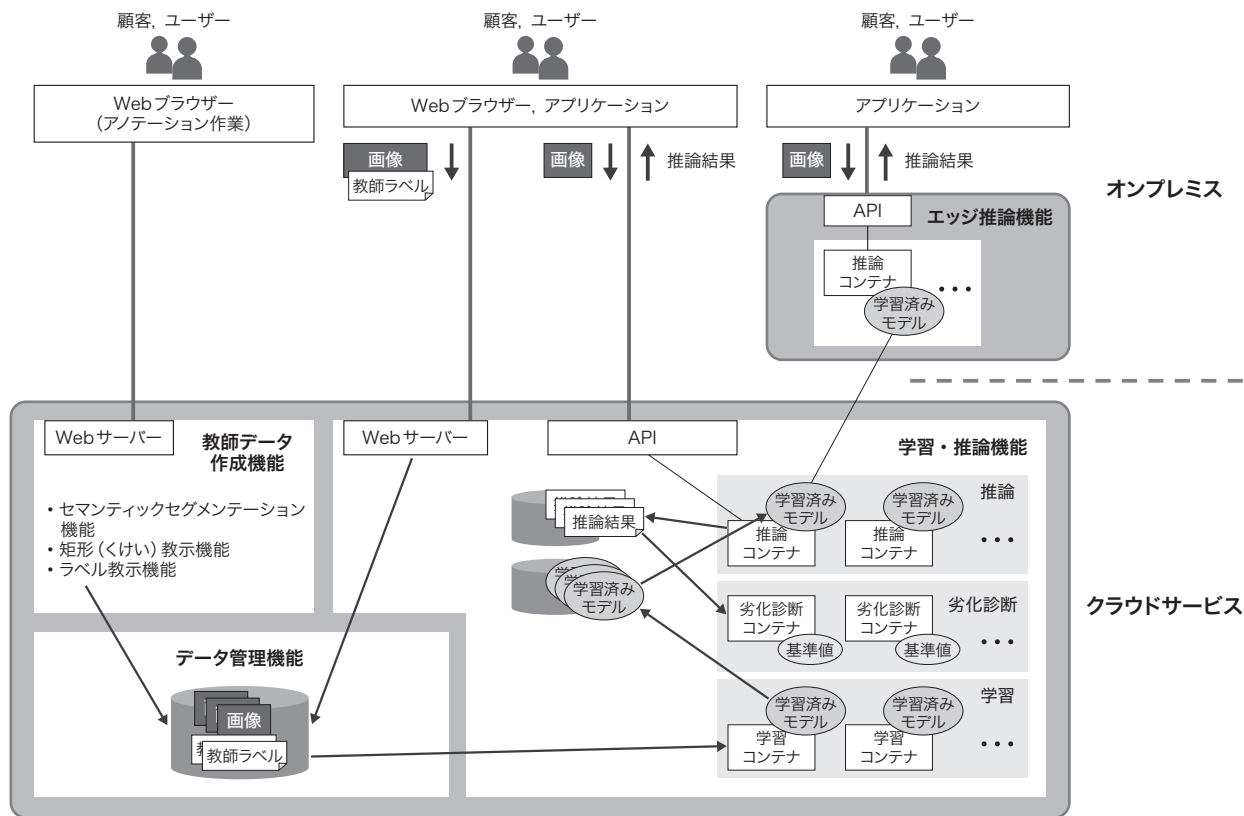 顧客, ユーザー
顧客, ユーザー
顧客, ユーザー
Webブラウザー
(アノテーション作業)
Webブラウザー, アプリケーション
アプリケーション
画像
教師ラベル
画像
推論結果
画像
推論結果
オンプレミス
API
エッジ推論機能
推論
コンテナ
・・・
学習済み
モデル
Webサーバー
教師データ
作成機能
Webサーバー
API
学習・推論機能
・セマンティックセグメンテーション
機能
・矩形(くけい)教示機能
・ラベル教示機能
推論結果
学習済み
モデル
学習済み
モデル
学習済み
モデル
推論
推論
コンテナ
推論
コンテナ
・・・
クラウドサービス
劣化診断
コンテナ
劣化診断
コンテナ
劣化診断
基準値
基準値
・・・
データ管理機能
画像
教師ラベル
学習済み
モデル
学習済み
モデル
学習
学習
コンテナ
学習
コンテナ
・・・